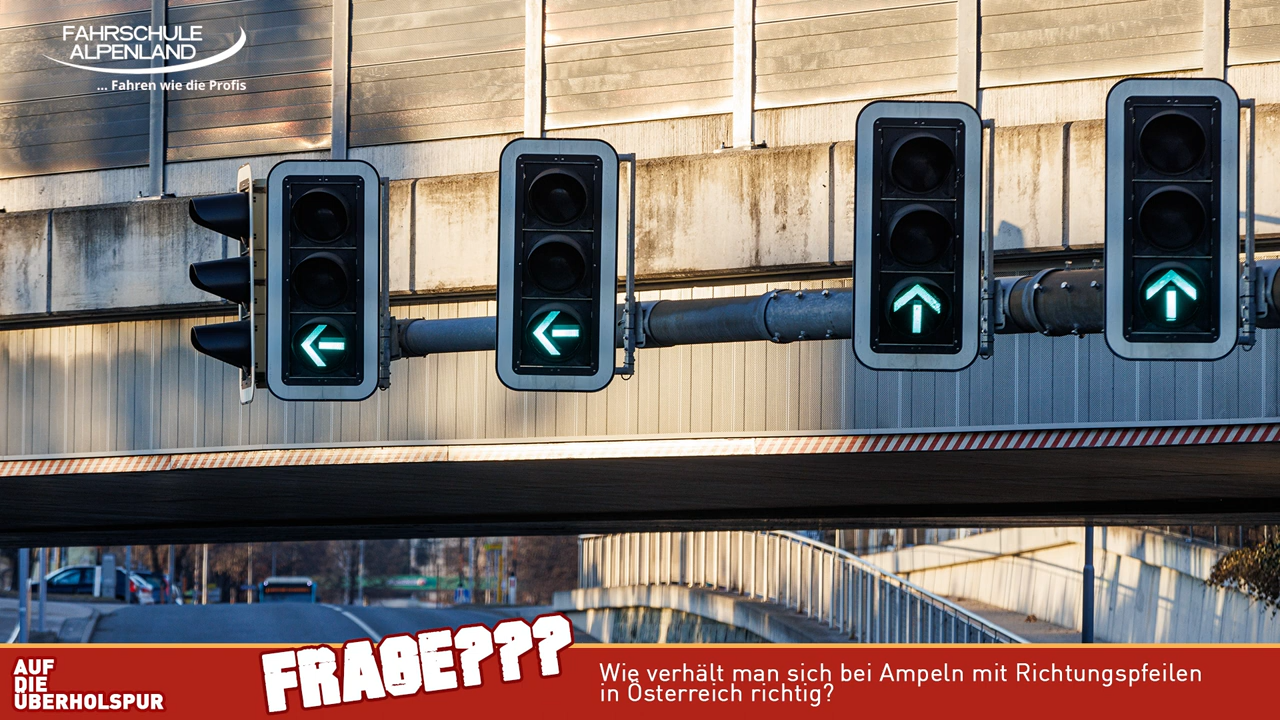 FAHRSCHULE
ALPENLAND
... Fahren wie die Profis
AUF
DIE
ÜBERHOLSPUR
FRAGE???
Wie verhält man sich bei Ampeln mit Richtungspfeilen
in Österreich richtig?